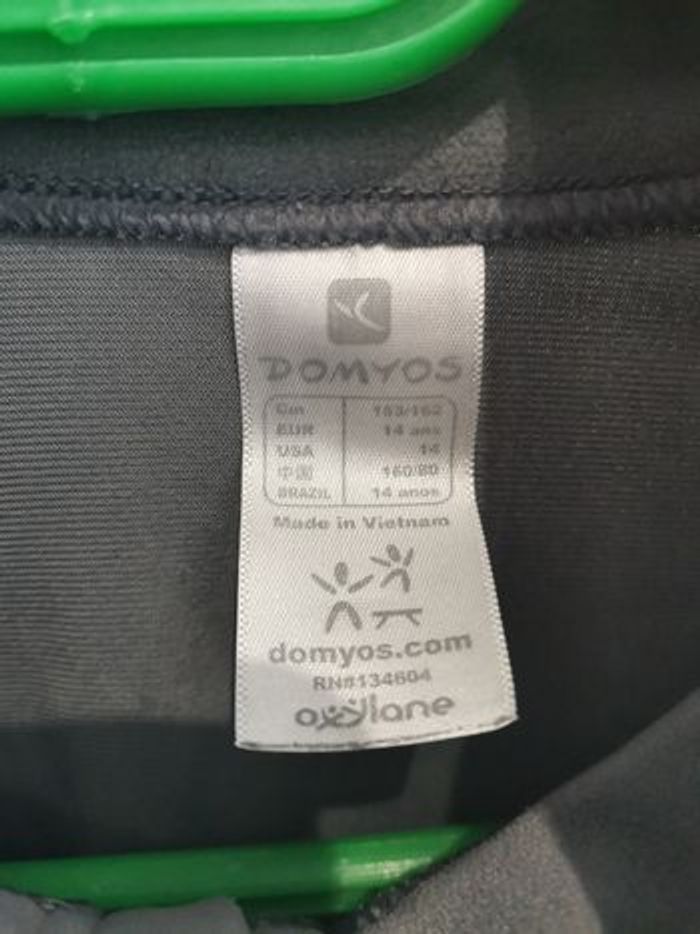 DOMYOS
Cm 153/162
EUR 14 ans
USA 14
中国 160/80
BRAZIL 14 anos
Made in Vietnam
domyos.com
RN#134604
oxylane